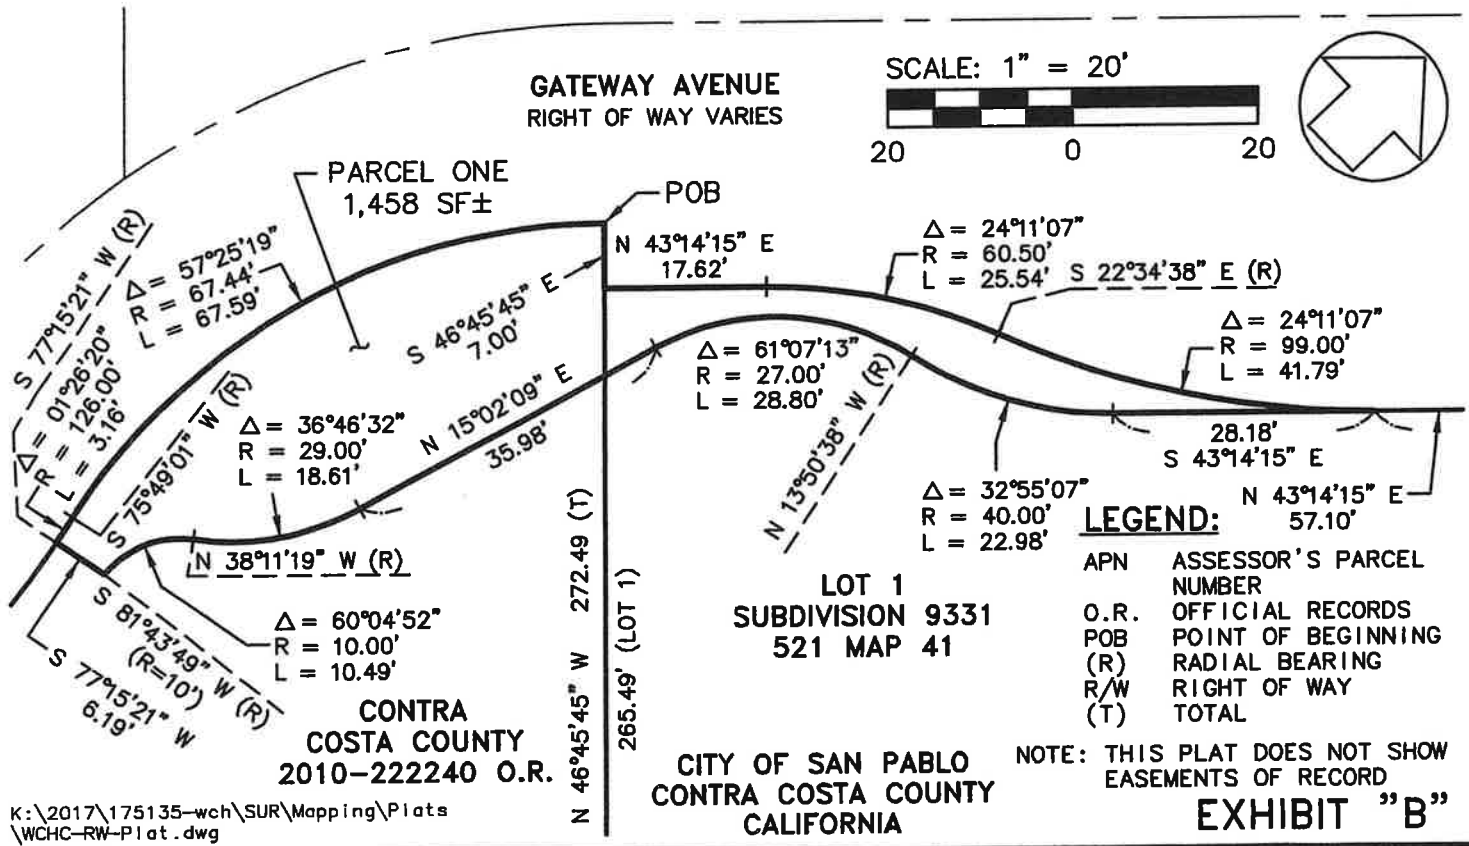 GATEWAY AVENUE
RIGHT OF WAY VARIES
SCALE: 1" = 20'
20 0 20
PARCEL ONE
1,458 SF±
POB
S 77°15'21" W (R)
Δ = 57°25'19"
R = 67.44'
L = 67.59'
Δ = 01°26'20"
R = 126.00'
L = 3.16'
S 75°49'01" W (R)
Δ = 36°46'32"
R = 29.00'
L = 18.61'
S 46°45'45" E
7.00'
N 15°02'09" E
35.98'
N 43°14'15" E
17.62'
Δ = 24°11'07"
R = 60.50'
L = 25.54'
S 22°34'38" E (R)
Δ = 24°11'07"
R = 99.00'
L = 41.79'
Δ = 61°07'13"
R = 27.00'
L = 28.80'
N 13°50'38" W (R)
28.18'
S 43°14'15" E
N 43°14'15" E
57.10'
Δ = 32°55'07"
R = 40.00'
L = 22.98'
N 38°11'19" W (R)
Δ = 60°04'52"
R = 10.00'
L = 10.49'
S 81°43'49" W (R)
(R=10')
S 77°15'21" W
6.19'
N 46°45'45" W 272.49 (T)
265.49' (LOT 1)
LOT 1
SUBDIVISION 9331
521 MAP 41
CONTRA
COSTA COUNTY
2010-222240 O.R.
CITY OF SAN PABLO
CONTRA COSTA COUNTY
CALIFORNIA
LEGEND:
APN ASSESSOR'S PARCEL
NUMBER
O.R. OFFICIAL RECORDS
POB POINT OF BEGINNING
(R) RADIAL BEARING
R/W RIGHT OF WAY
(T) TOTAL
NOTE: THIS PLAT DOES NOT SHOW
EASEMENTS OF RECORD
EXHIBIT "B"
K:\2017\175135-wch\SUR\Mapping\Plats
\WCHC-RW-Plat.dwg